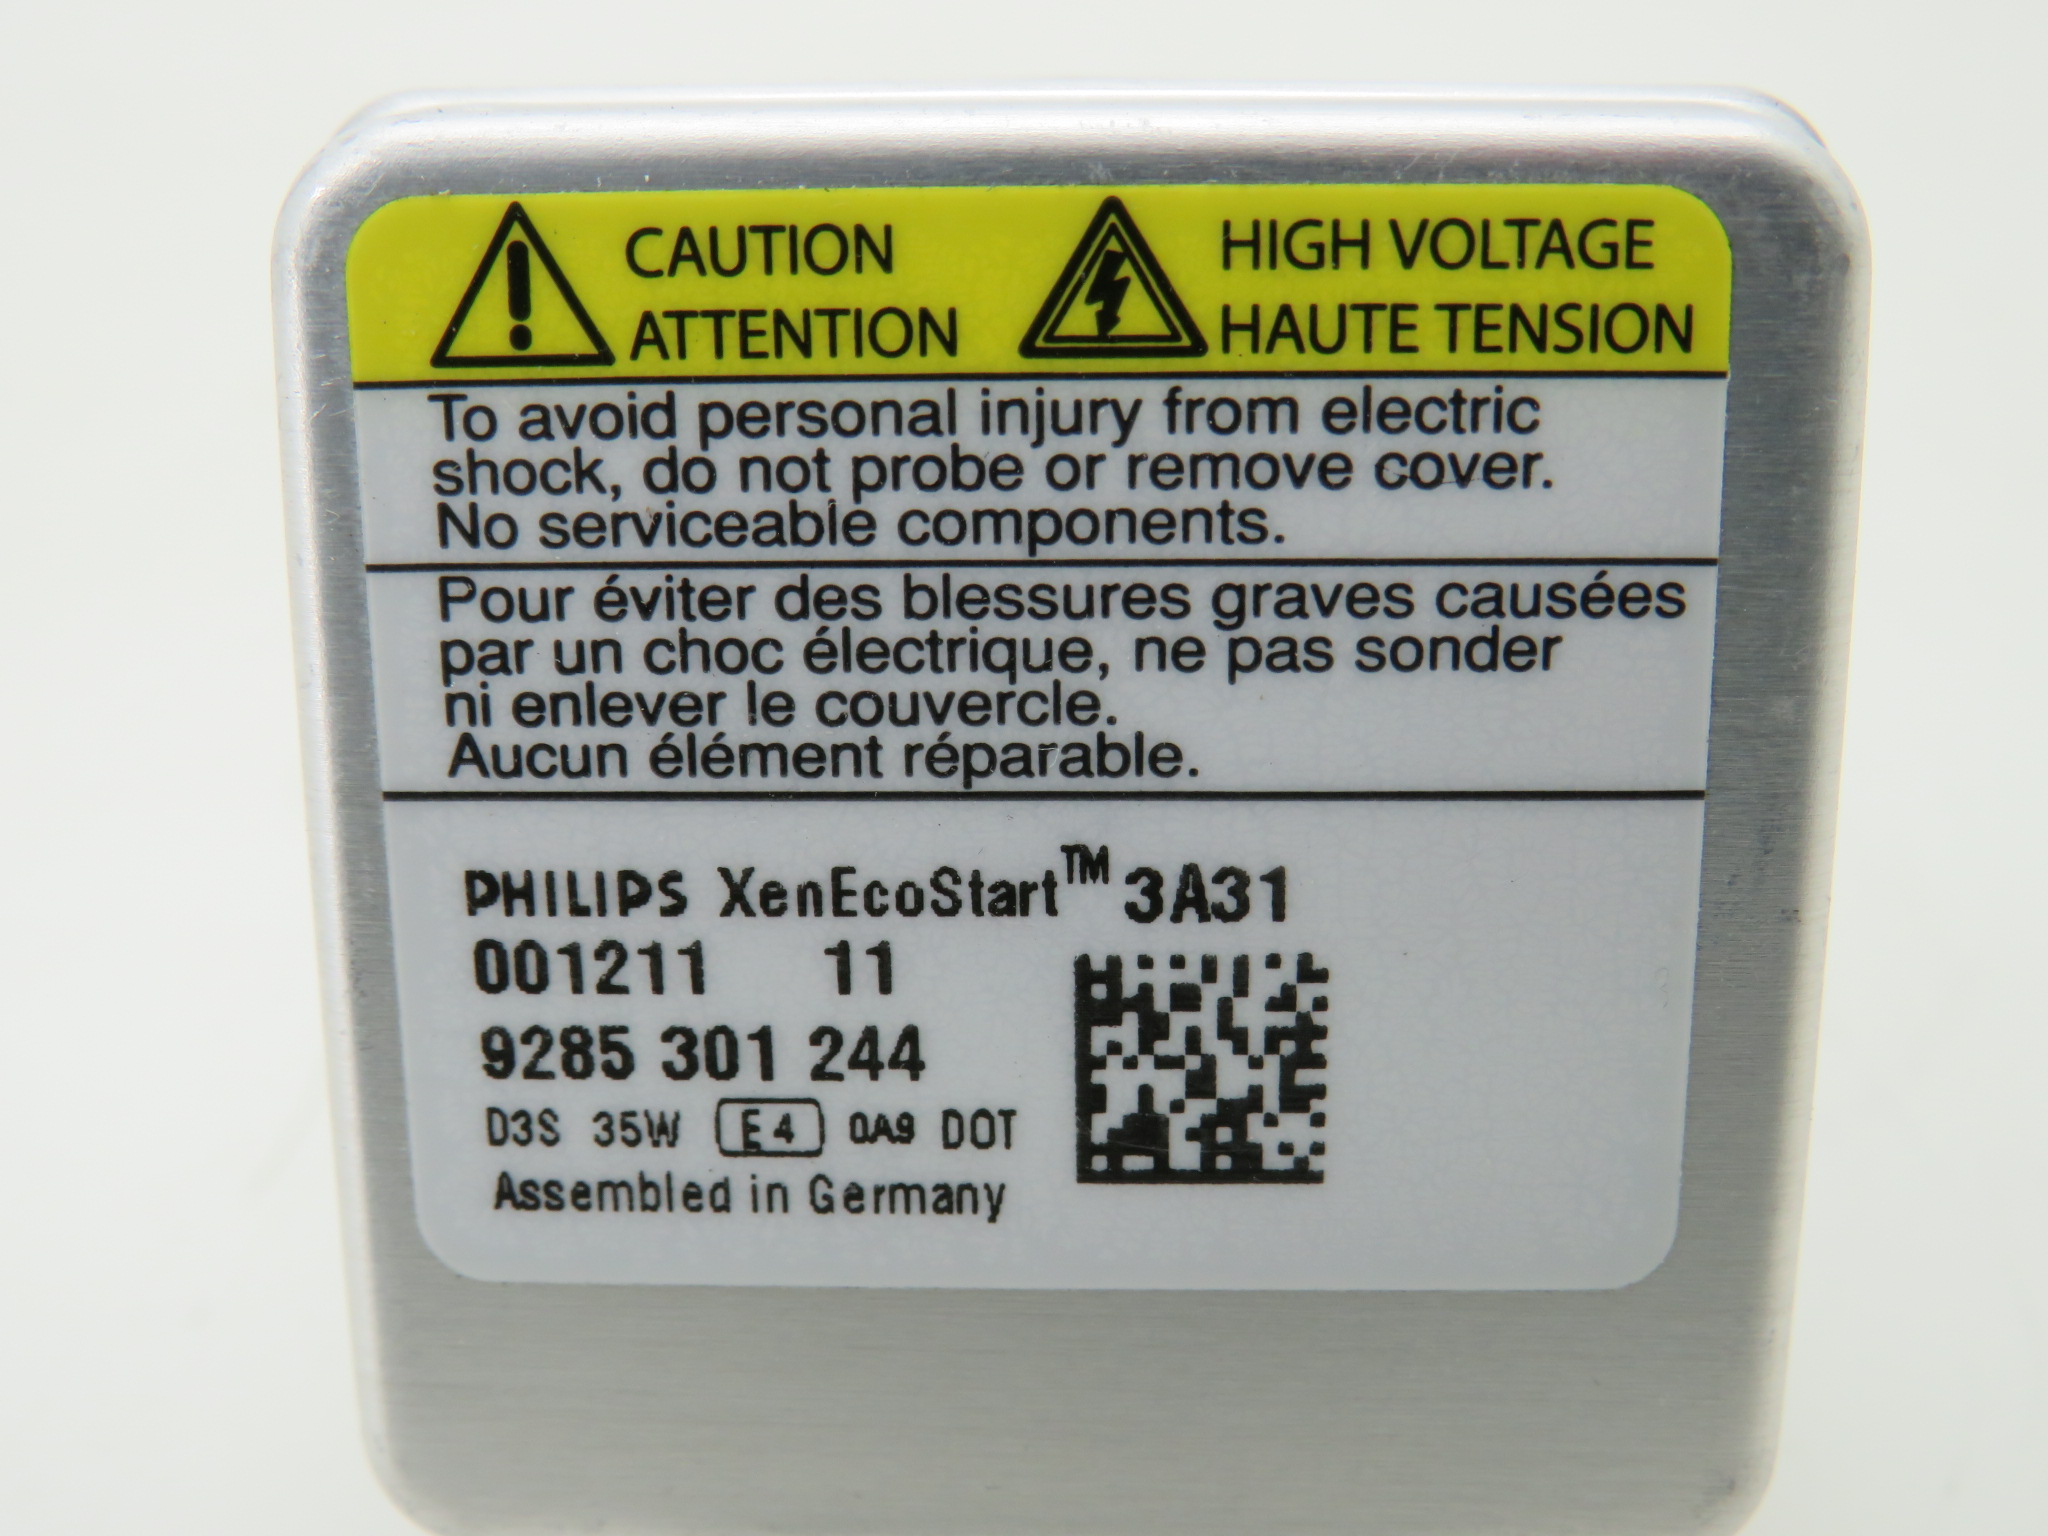 CAUTION
ATTENTION
HIGH VOLTAGE
HAUTE TENSION
To avoid personal injury from electric
shock, do not probe or remove cover.
No serviceable components.
Pour éviter des blessures graves causées
par un choc électrique, ne pas sonder
ni enlever le couvercle.
Aucun élément réparable.
PHILIPS XenEcoStart™ 3A31
001211 11
9285 301 244
D3S 35W E4 0A9 DOT
Assembled in Germany